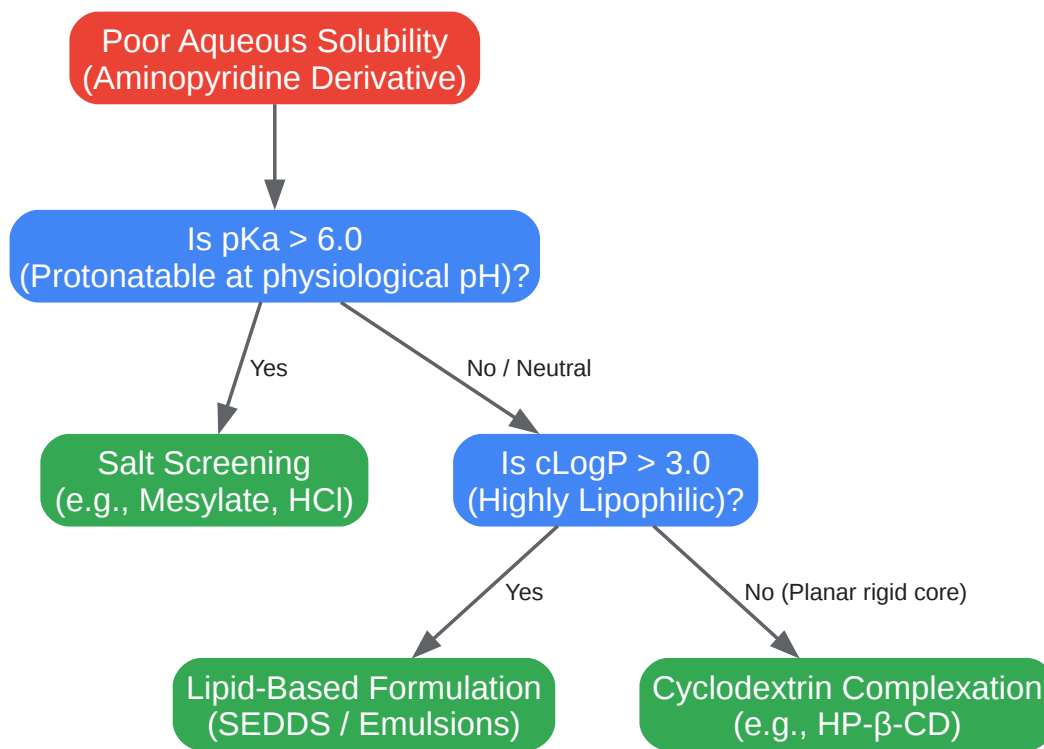 Poor Aqueous Solubility
(Aminopyridine Derivative)
Is pKa > 6.0
(Protonatable at physiological pH)?
Yes
No / Neutral
Salt Screening
(e.g., Mesylate, HCl)
Is cLogP > 3.0
(Highly Lipophilic)?
Yes
No (Planar rigid core)
Lipid-Based Formulation
(SEDDS / Emulsions)
Cyclodextrin Complexation
(e.g., HP-β-CD)